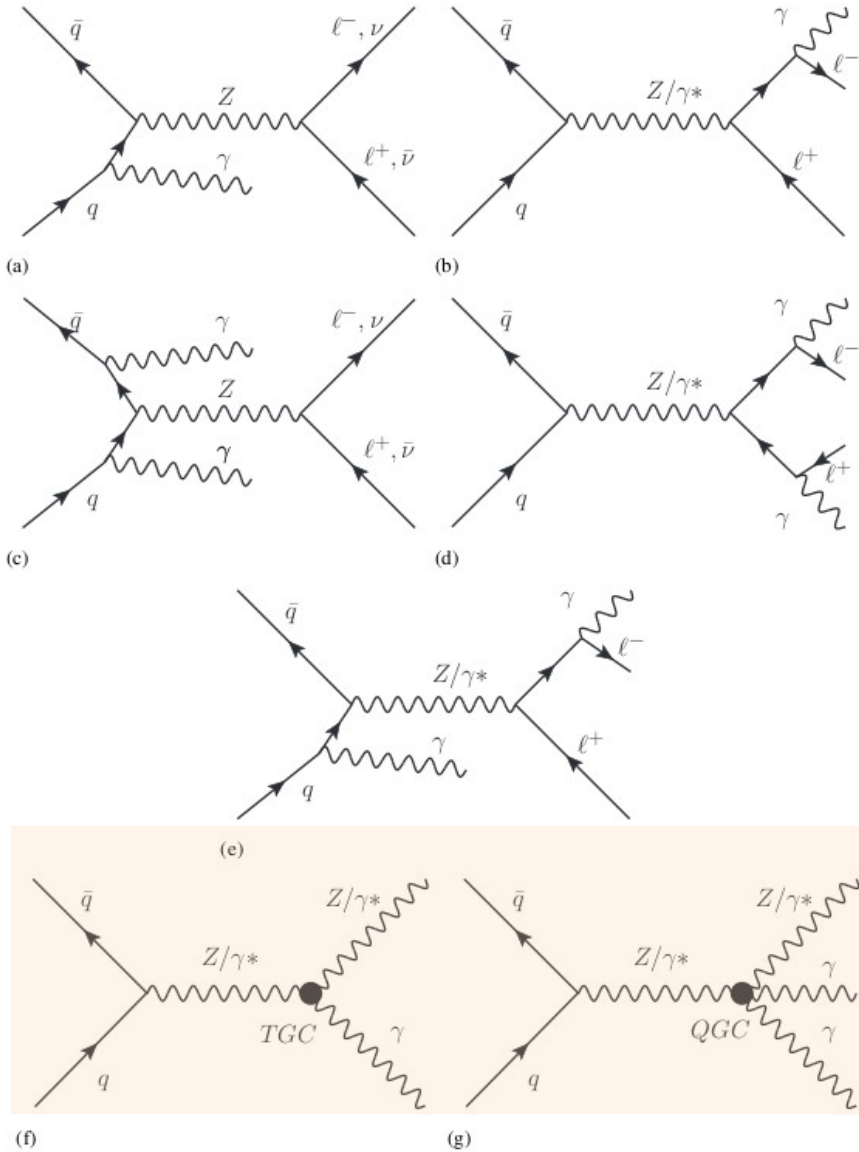 q̄
ℓ⁻, ν
Z
γ
ℓ⁺, ν̄
q
(a)
γ
q̄
ℓ⁻
Z/γ*
ℓ⁺
q
(b)
q̄
γ
ℓ⁻, ν
Z
γ
ℓ⁺, ν̄
q
(c)
γ
q̄
ℓ⁻
Z/γ*
ℓ⁺
q
γ
(d)
γ
q̄
ℓ⁻
Z/γ*
γ
ℓ⁺
q
(e)
Z/γ*
q̄
Z/γ*
TGC
γ
q
(f)
Z/γ*
q̄
Z/γ*
γ
QGC
γ
q
(g)